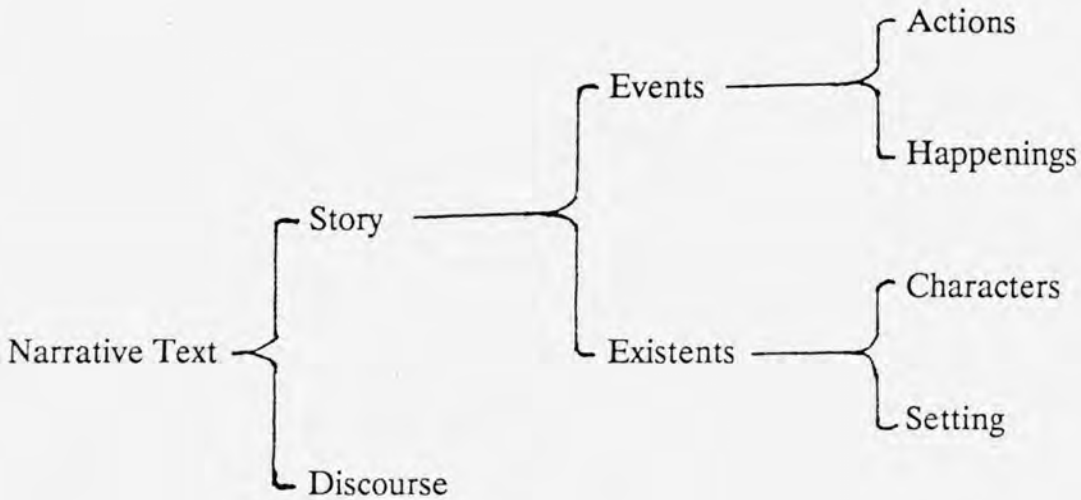 Actions
Events
Happenings
Story
Characters
Narrative Text
Existents
Setting
Discourse